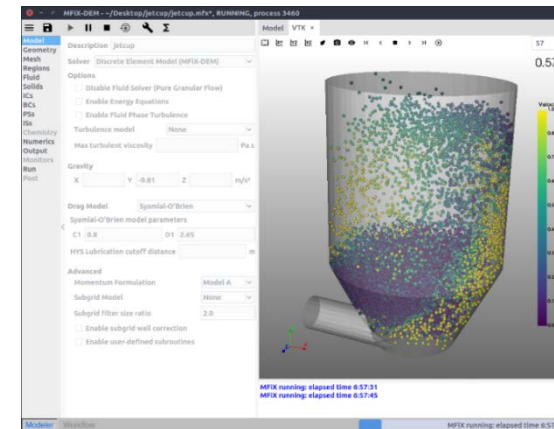 MFIX-DEM - ~/Desktop/jetcup/jetcup.mfx*, RUNNING, process 3460
Model
Geometry
Mesh
Regions
Fluid
Solids
ICs
BCs
PSs
ISs
Chemistry
Numerics
Output
Monitors
Run
Post
Description jetcup
Solver Discrete Element Model (MFiX-DEM)
Options
Disable Fluid Solver (Pure Granular Flow)
Enable Energy Equations
Enable Fluid Phase Turbulence
Turbulence model None
Max turbulent viscosity Pa.s
Gravity
X Y -9.81 Z m/s²
Drag Model Syamlal-O'Brien
Syamlal-O'Brien model parameters
C1 0.8 D1 2.65
HYS Lubrication cutoff distance m
Advanced
Momentum Formulation Model A
Subgrid Model None
Subgrid filter size ratio 2.0
Enable subgrid wall correction
Enable user-defined subroutines
Model VTK ×
57
0.57
MFiX running: elapsed time 6:57:31
MFiX running: elapsed time 6:57:45
Modeler Workflow
MFiX running: elapsed time 6:57